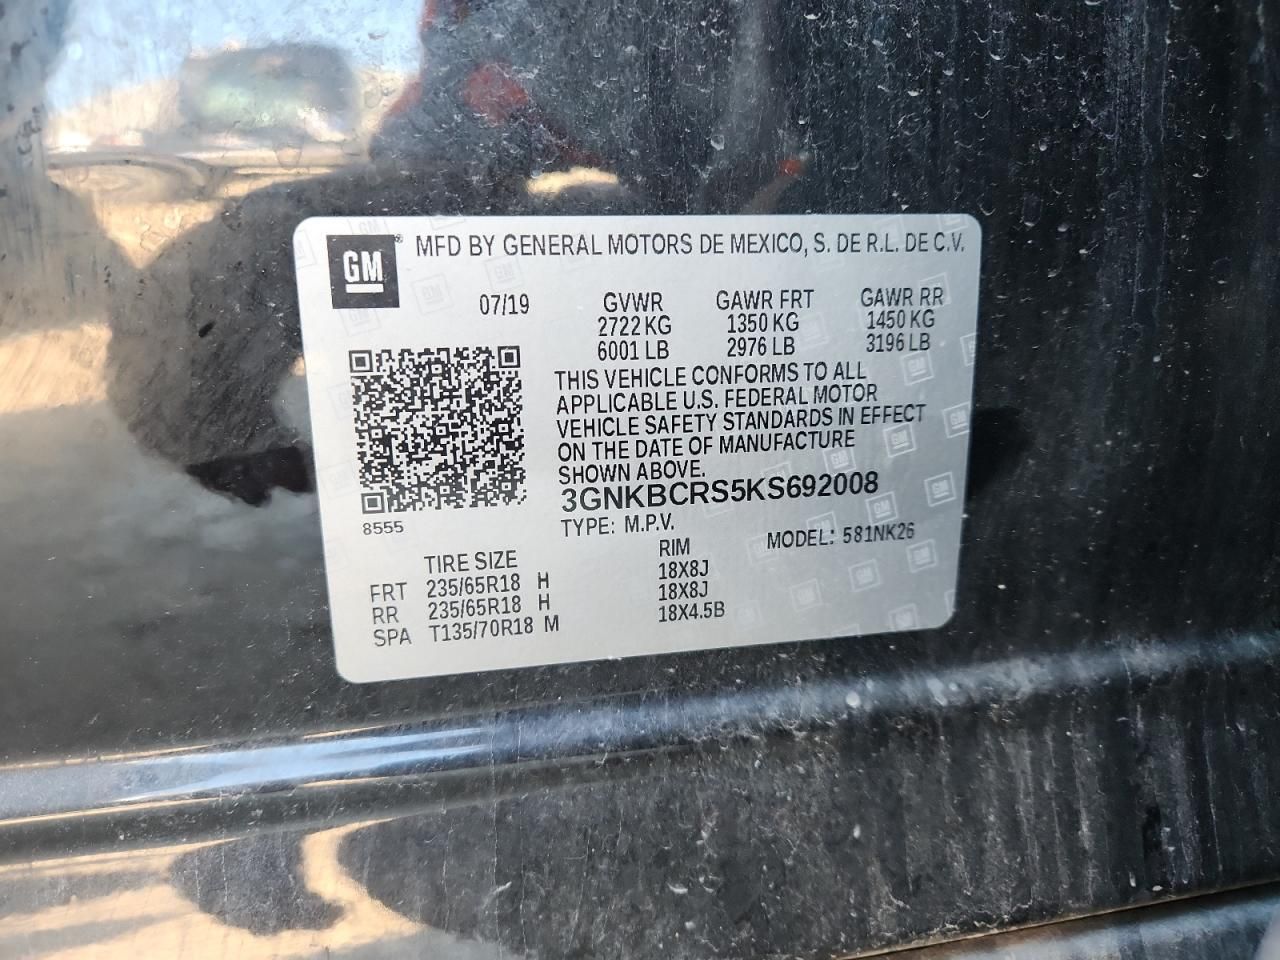 GM® MFD BY GENERAL MOTORS DE MEXICO, S. DE R.L. DE C.V.
07/19 GVWR GAWR FRT GAWR RR
2722 KG 1350 KG 1450 KG
6001 LB 2976 LB 3196 LB
THIS VEHICLE CONFORMS TO ALL
APPLICABLE U.S. FEDERAL MOTOR
VEHICLE SAFETY STANDARDS IN EFFECT
ON THE DATE OF MANUFACTURE
SHOWN ABOVE.
3GNKBCRS5KS692008
8555
TYPE: M.P.V. MODEL: 581NK26
TIRE SIZE RIM
FRT 235/65R18 H 18X8J
RR 235/65R18 H 18X8J
SPA T135/70R18 M 18X4.5B